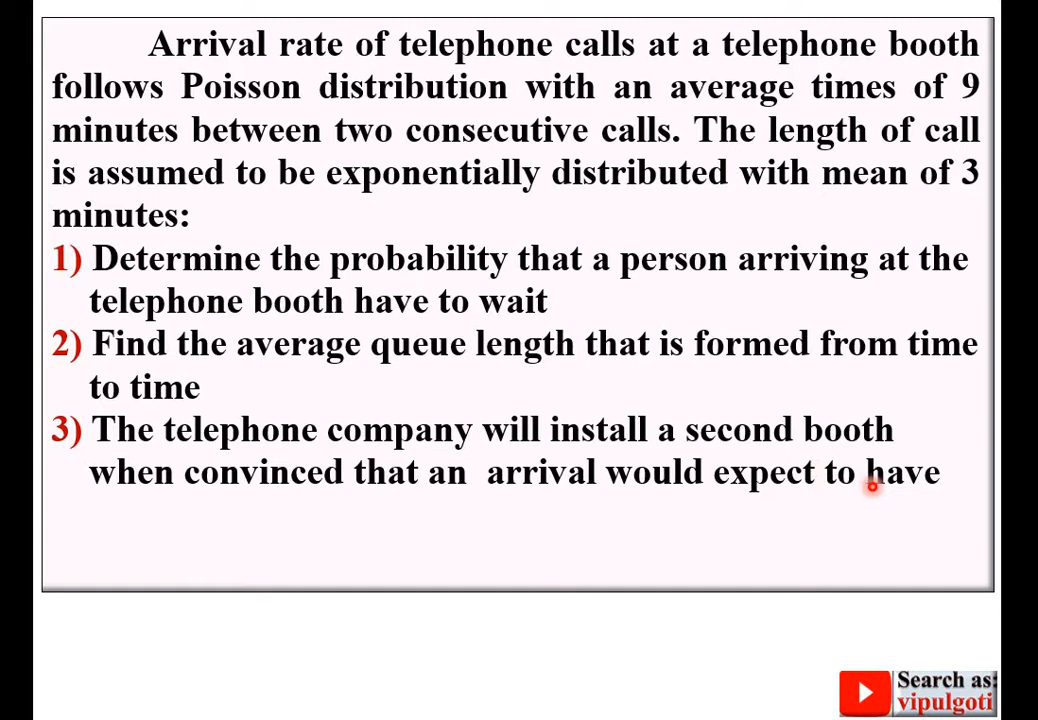 Arrival rate of telephone calls at a telephone booth
follows Poisson distribution with an average times of 9
minutes between two consecutive calls. The length of call
is assumed to be exponentially distributed with mean of 3
minutes:
1) Determine the probability that a person arriving at the
telephone booth have to wait
2) Find the average queue length that is formed from time
to time
3) The telephone company will install a second booth
when convinced that an arrival would expect to have
Search as:
vipulgoti